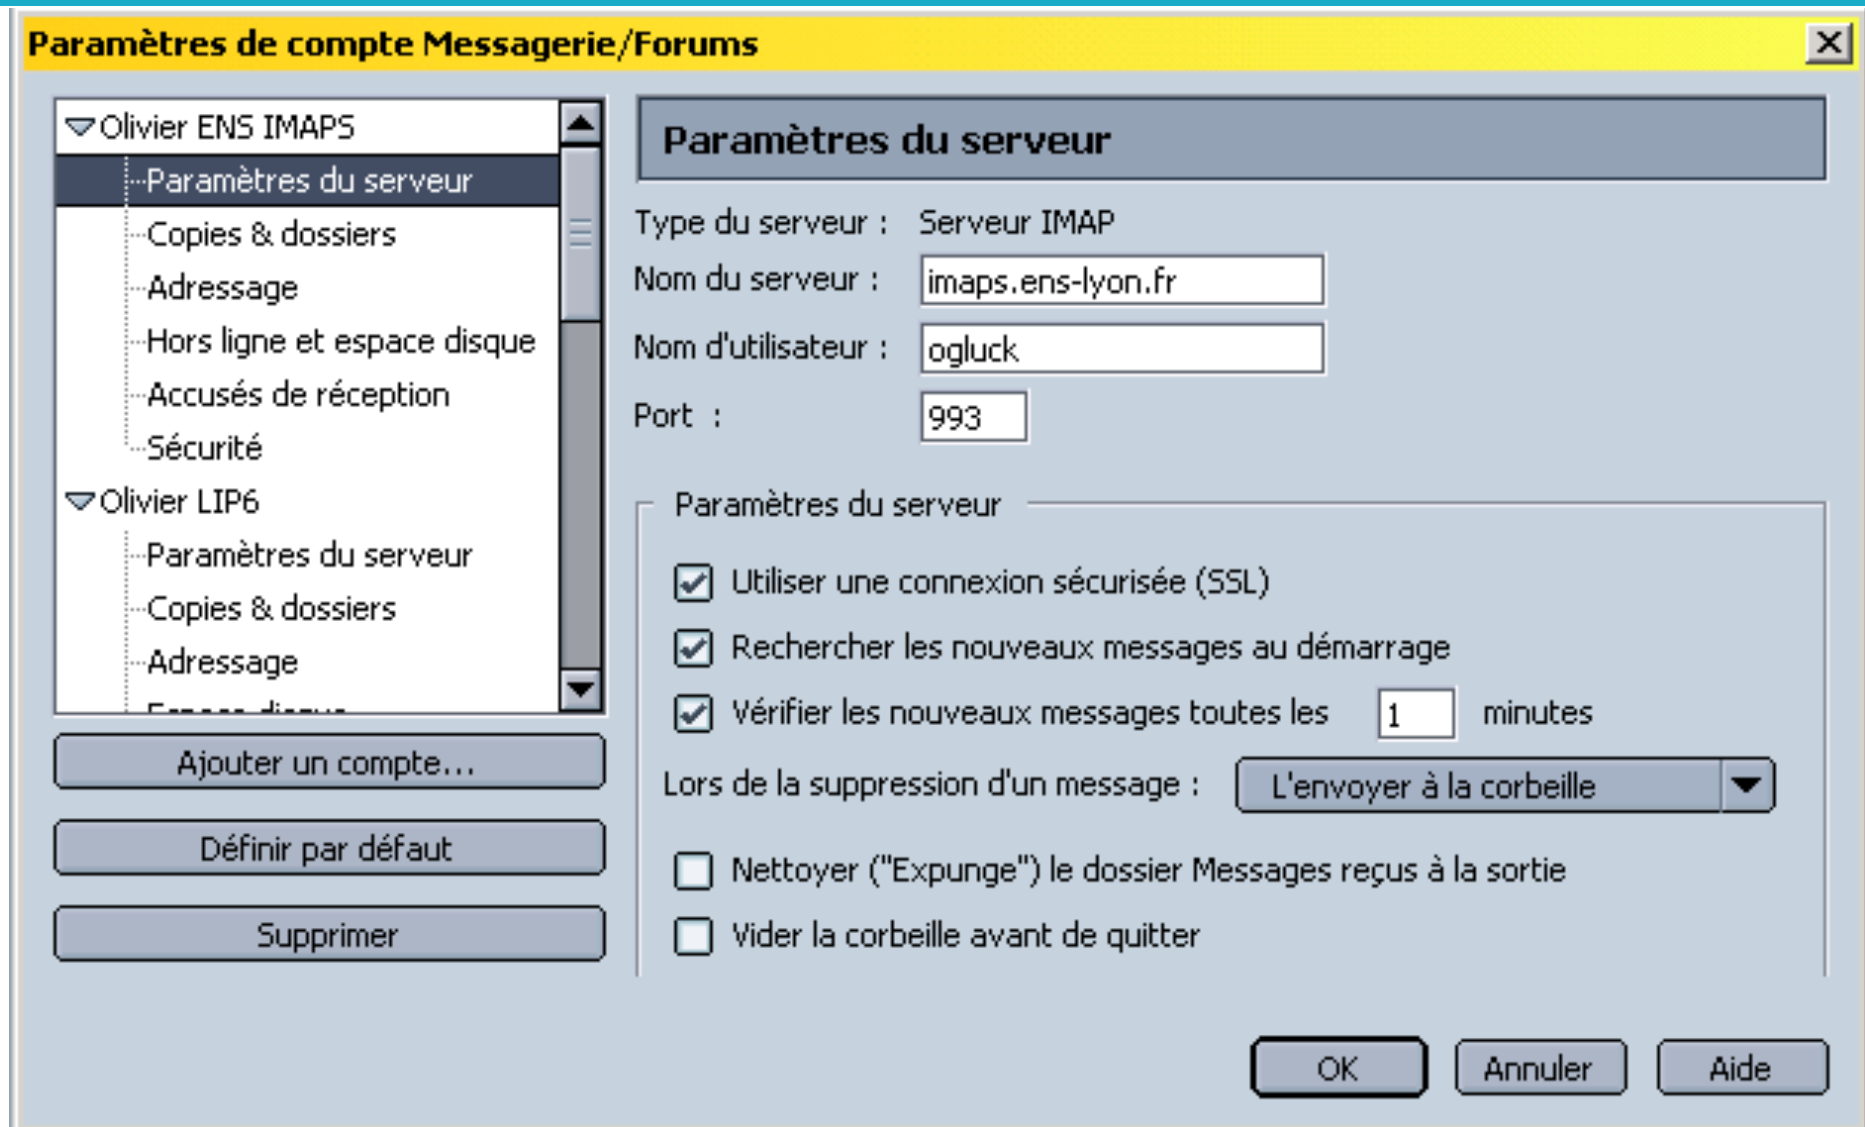 Paramètres de compte Messagerie/Forums
Olivier ENS IMAPS
Paramètres du serveur
Copies & dossiers
Adressage
Hors ligne et espace disque
Accusés de réception
Sécurité
Olivier LIP6
Paramètres du serveur
Copies & dossiers
Adressage
Espace disque
Ajouter un compte...
Définir par défaut
Supprimer
Paramètres du serveur
Type du serveur : Serveur IMAP
Nom du serveur : imaps.ens-lyon.fr
Nom d'utilisateur : ogluck
Port : 993
Paramètres du serveur
Utiliser une connexion sécurisée (SSL)
Rechercher les nouveaux messages au démarrage
Vérifier les nouveaux messages toutes les 1 minutes
Lors de la suppression d'un message : L'envoyer à la corbeille
Nettoyer ("Expunge") le dossier Messages reçus à la sortie
Vider la corbeille avant de quitter
OK Annuler Aide